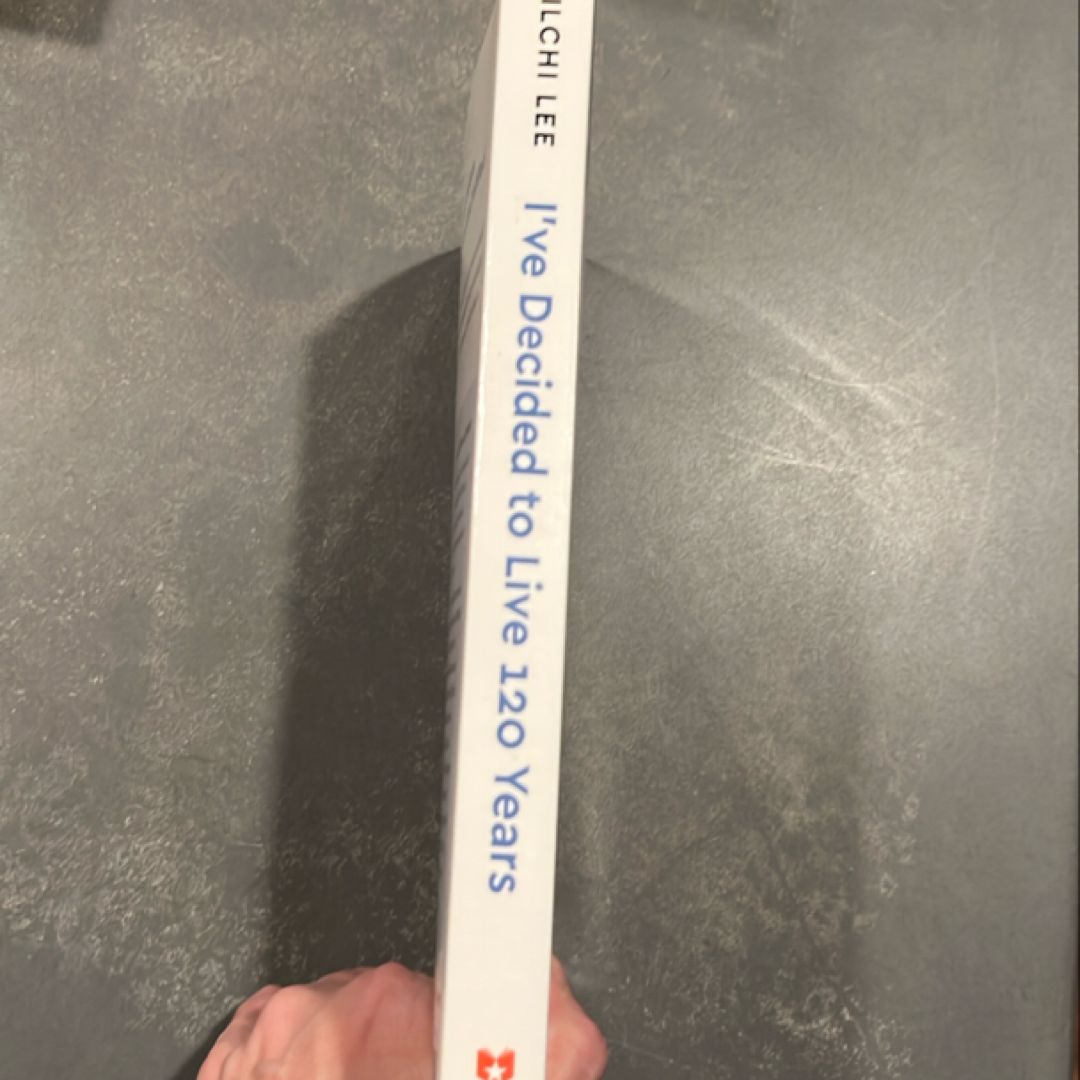 ILCHI LEE
I've Decided to Live 120 Years